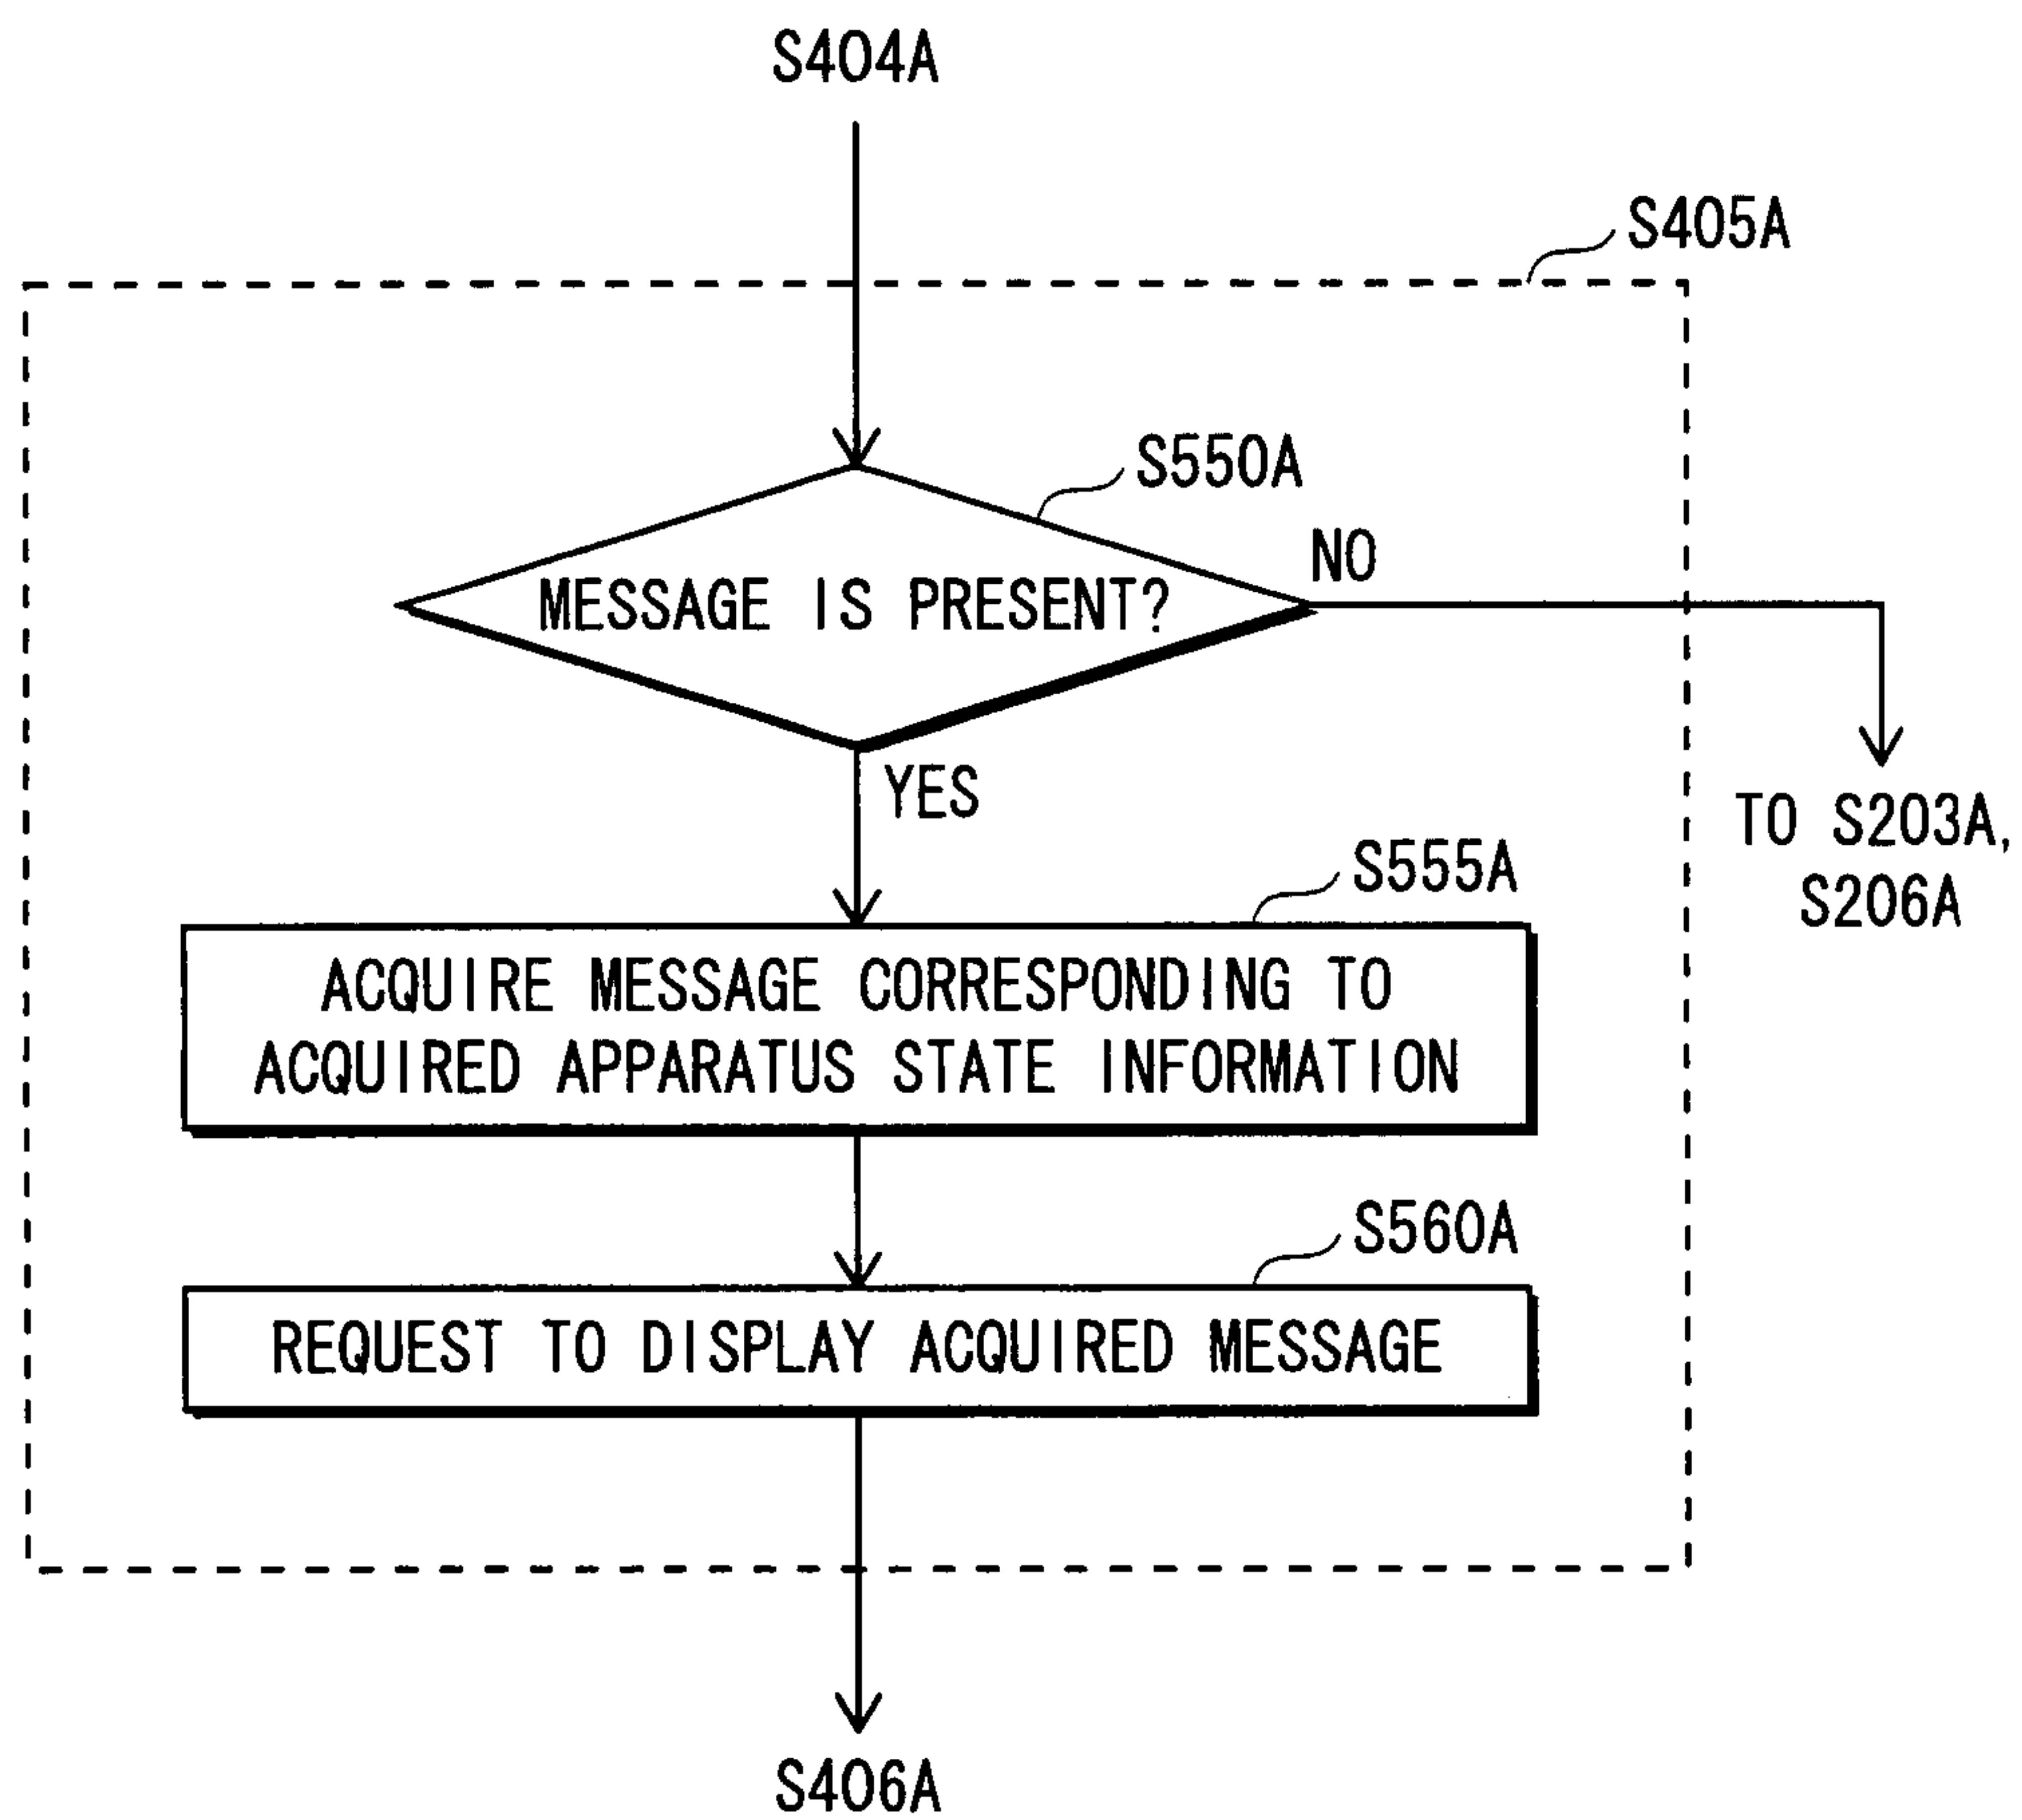 S404A
S405A
S550A
NO
MESSAGE IS PRESENT?
YES
TO S203A,
S206A
S555A
ACQUIRE MESSAGE CORRESPONDING TO
ACQUIRED APPARATUS STATE INFORMATION
S560A
REQUEST TO DISPLAY ACQUIRED MESSAGE
S406A